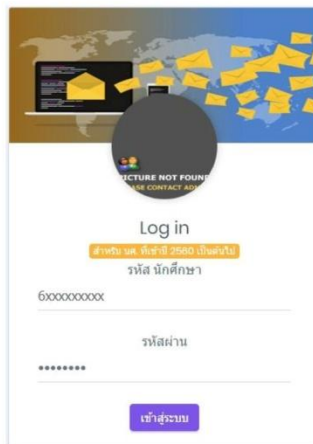 PICTURE NOT FOUN
ASE CONTACT AD
Log in
สำหรับ นศ. ที่เข้าปี 2560 เป็นต้นไป
รหัส นักศึกษา
6xxxxxxxxx
รหัสผ่าน
••••••••
เข้าสู่ระบบ